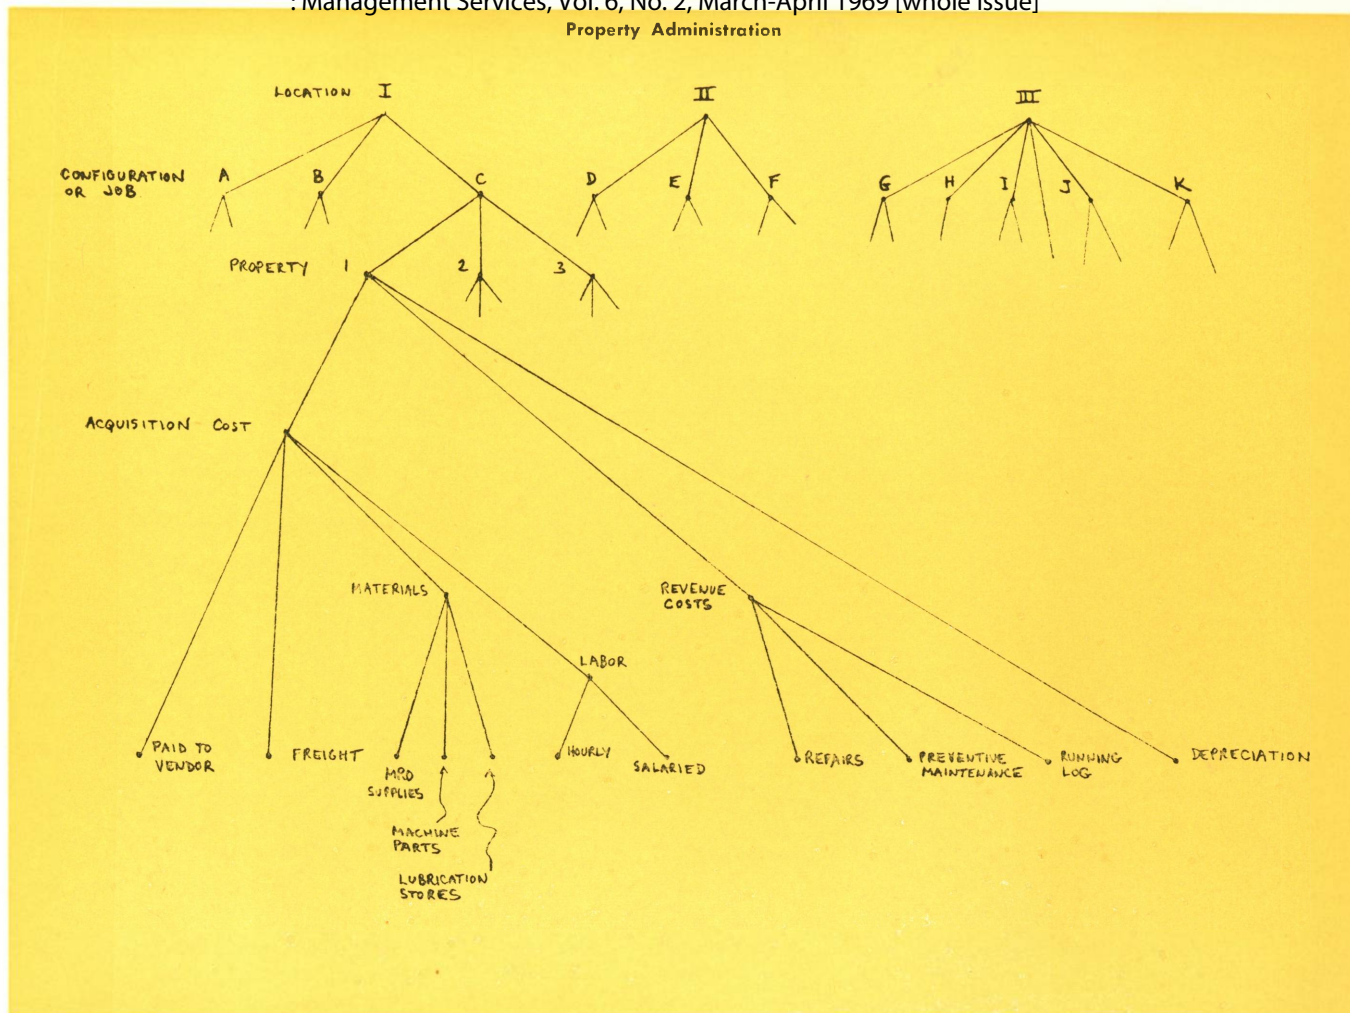 : Management Services, Vol. 6, No. 2, March-April 1969 [whole issue]
Property Administration
LOCATION I
II
III
CONFIGURATION
OR JOB
A
B
C
D
E
F
G
H
I
J
K
PROPERTY 1
2
3
ACQUISITION COST
MATERIALS
REVENUE
COSTS
LABOR
PAID TO
VENDOR
FREIGHT
MRO
SUPPLIES
MACHINE
PARTS
LUBRICATION
STORES
HOURLY
SALARIED
REPAIRS
PREVENTIVE
MAINTENANCE
RUNNING
LOG
DEPRECIATION